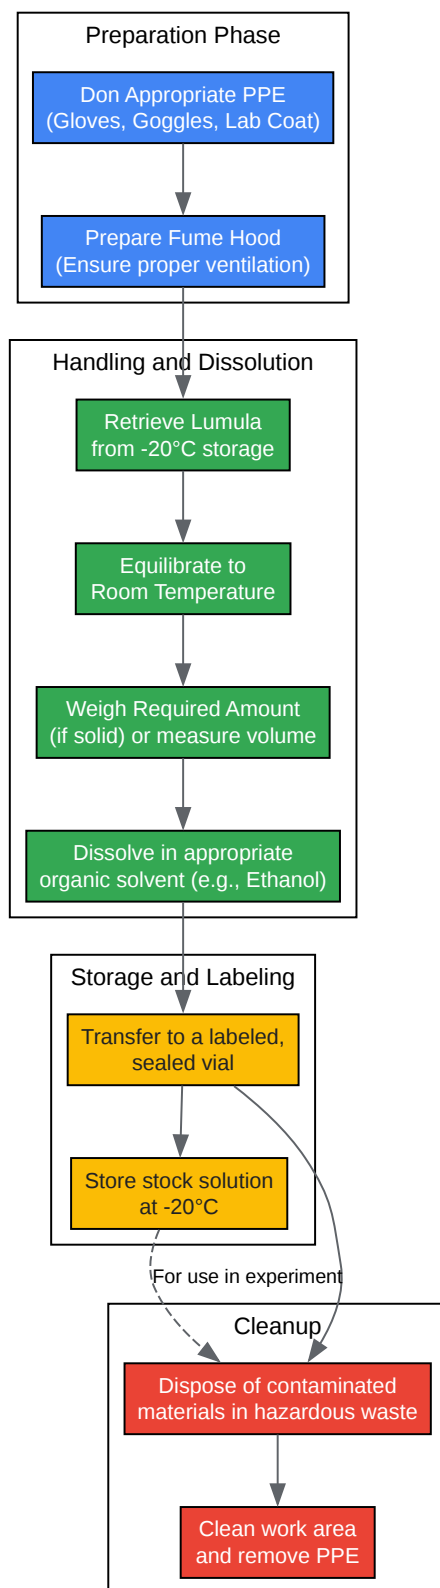 Preparation Phase
Don Appropriate PPE
(Gloves, Goggles, Lab Coat)
Prepare Fume Hood
(Ensure proper ventilation)
Handling and Dissolution
Retrieve Lumula
from -20°C storage
Equilibrate to
Room Temperature
Weigh Required Amount
(if solid) or measure volume
Dissolve in appropriate
organic solvent (e.g., Ethanol)
Storage and Labeling
Transfer to a labeled,
sealed vial
Store stock solution
at -20°C
For use in experiment
Cleanup
Dispose of contaminated
materials in hazardous waste
Clean work area
and remove PPE